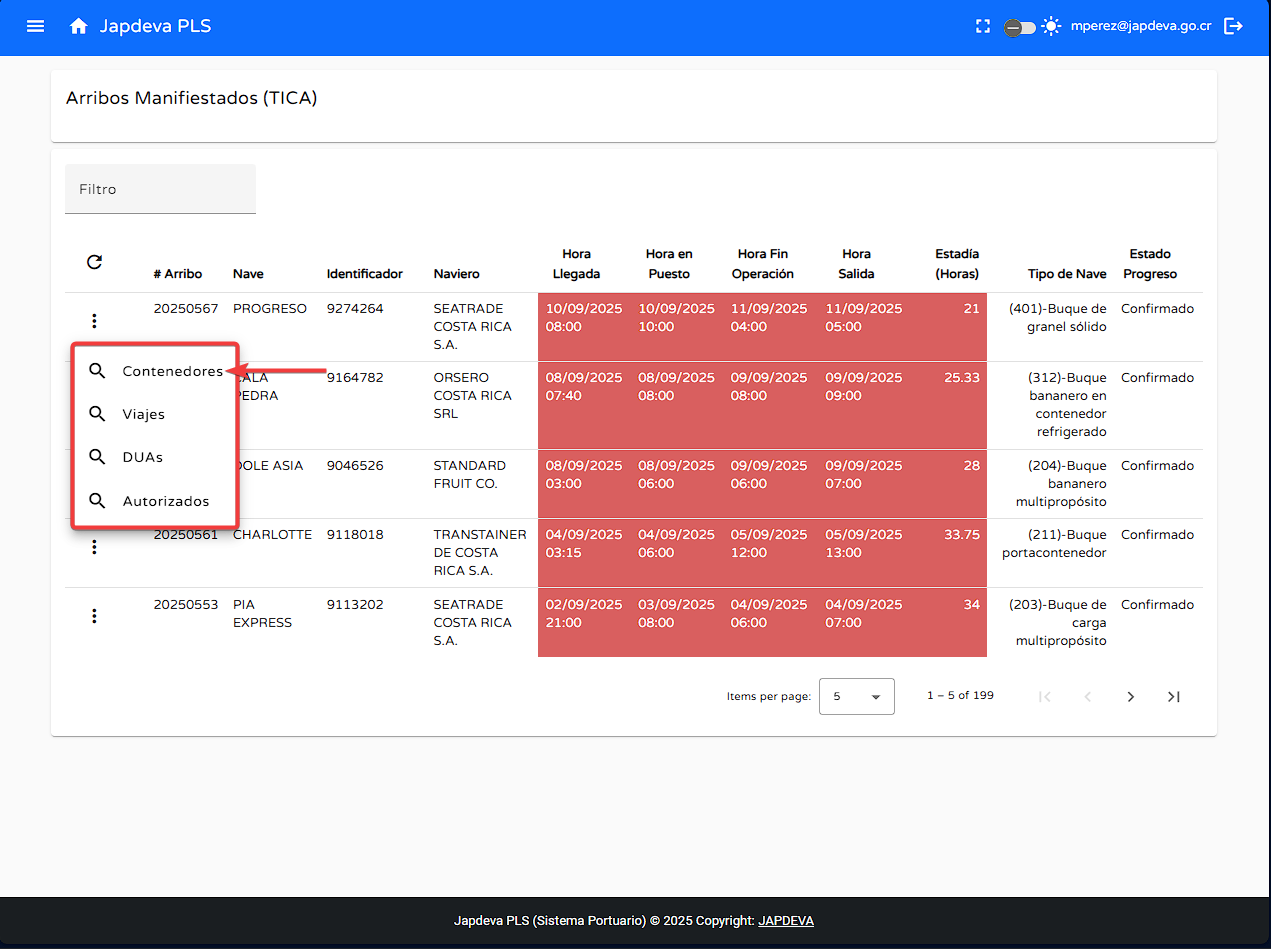 Japdeva PLS
mperez@japdeva.go.cr
Arribos Manifiestados (TICA)
Filtro
# Arribo Nave Identificador Naviero Hora Llegada Hora en Puesto Hora Fin Operación Hora Salida Estadía (Horas) Tipo de Nave Estado Progreso
20250567 PROGRESO 9274264 SEATRADE 10/09/2025 10/09/2025 11/09/2025 11/09/2025 21 (401)-Buque de Confirmado
COSTA RICA 08:00 10:00 04:00 05:00 granel sólido
S.A.
Contenedores
Viajes
DUAs
Autorizados
9164782 ORSERO 08/09/2025 08/09/2025 09/09/2025 09/09/2025 25.33 (312)-Buque Confirmado
PEDRA COSTA RICA 07:40 08:00 08:00 09:00 bananero en
SRL contenedor
refrigerado
DOLE ASIA 9046526 STANDARD 08/09/2025 08/09/2025 09/09/2025 09/09/2025 28 (204)-Buque Confirmado
FRUIT CO. 03:00 06:00 06:00 07:00 bananero
multipropósito
20250561 CHARLOTTE 9118018 TRANSTAINER 04/09/2025 04/09/2025 05/09/2025 05/09/2025 33.75 (211)-Buque Confirmado
DE COSTA 03:15 06:00 12:00 13:00 portacontenedor
RICA S.A.
20250553 PIA 9113202 SEATRADE 02/09/2025 03/09/2025 04/09/2025 04/09/2025 34 (203)-Buque de Confirmado
EXPRESS COSTA RICA 21:00 08:00 06:00 07:00 carga
S.A. multipropósito
Items per page: 5 1 – 5 of 199
Japdeva PLS (Sistema Portuario) © 2025 Copyright: JAPDEVA